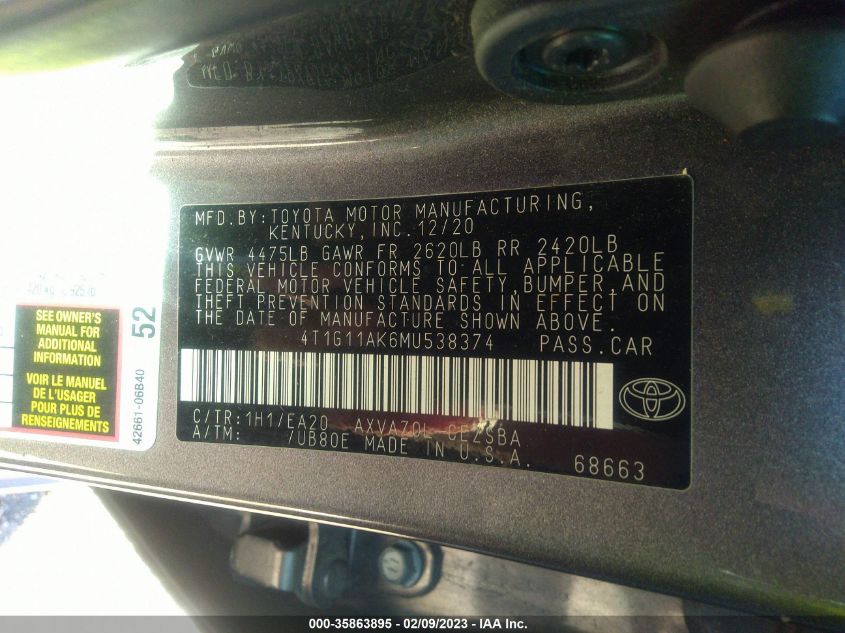 MFD.BY:TOYOTA MOTOR MANUFACTURING,
KENTUCKY,INC.12/20
GVWR 4475LB GAWR FR 2620LB RR 2420LB
THIS VEHICLE CONFORMS TO ALL APPLICABLE
FEDERAL MOTOR VEHICLE SAFETY,BUMPER,AND
THEFT PREVENTION STANDARDS IN EFFECT ON
THE DATE OF MANUFACTURE SHOWN ABOVE.
4T1G11AK6MU538374 PASS.CAR
C/TR:1H1/EA20 AXVA70L-CEZSBA
A/TM: /UB80E MADE IN U.S.A. 68663
SEE OWNER'S
MANUAL FOR
ADDITIONAL
INFORMATION
VOIR LE MANUEL
DE L'USAGER
POUR PLUS DE
RENSEIGNEMENTS
52
42661-06B40
000-35863895 - 02/09/2023 - IAA Inc.